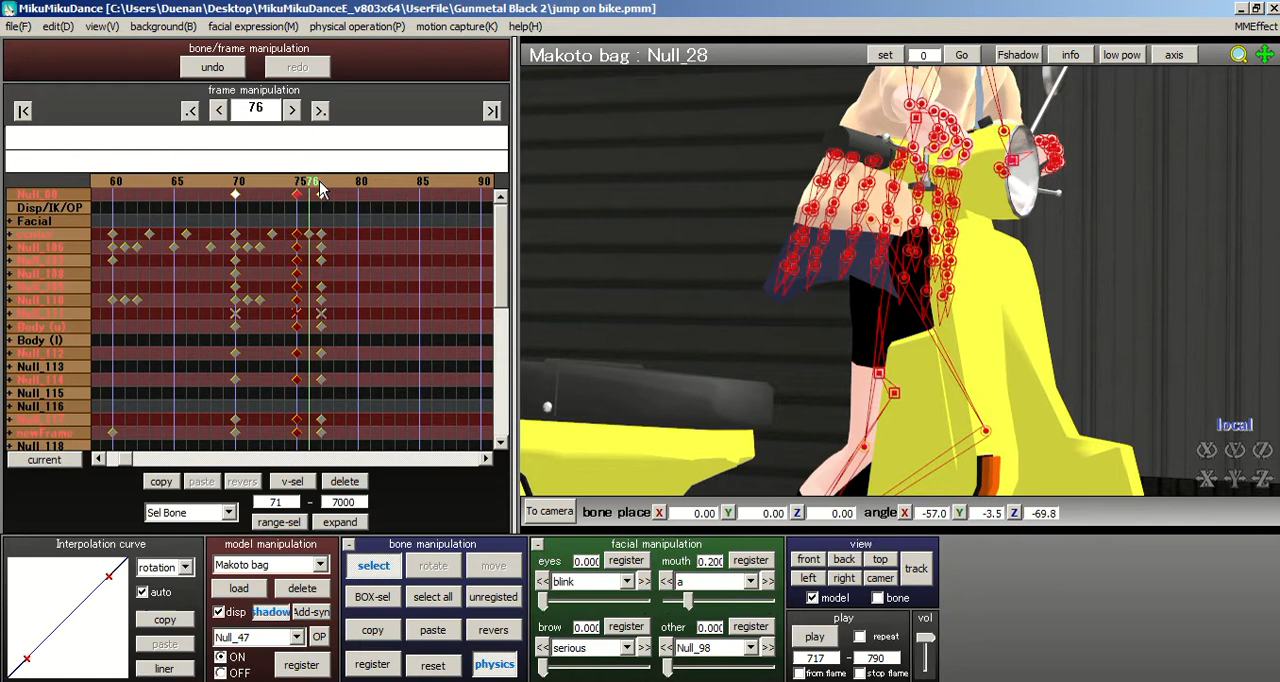 MikuMikuDance [C:\Users\Duenan\Desktop\MikuMikuDanceE_v803x64\UserFile\Gunmetal Black 2\jump on bike.pmm]
file(F) edit(D) view(V) background(B) facial expression(M) physical operation(P) motion capture(K) help(H) MMEffect
bone/frame manipulation
undo redo
frame manipulation
|< .< < 76 > >. >|
60 65 70 75 76 80 85 90
Disp/IK/OP
+ Facial
+ center
+ Null_106
+ Null_108
+ Null_110
+ Null_111
+ Body (u)
+ Body (l)
+ Null_112
+ Null_113
+ Null_114
+ Null_115
+ Null_116
+ newFrame
Null_118
current
copy paste revers v-sel delete
Sel Bone 71 - 7000
range-sel expand
Makoto bag : Null_28
set 0 Go Fshadow info low pow axis
local
X Y Z
X Y Z
To camera bone place X 0.00 Y 0.00 Z 0.00 angle X -57.0 Y -3.5 Z -69.8
Interpolation curve
rotation
auto
copy
paste
liner
model manipulation
Makoto bag
load delete
disp shadow Add-syn
Null_47 OP
ON
OFF
register
- bone manipulation
select rotate move
BOX-sel select all unregisted
copy paste revers
register reset physics
- facial manipulation
eyes 0.000 register mouth 0.200 register
<< blink >> << a >>
brow 0.000 register other 0.000 register
<< serious >> << Null_98 >>
view
front back top
left right camer
track
model bone
play
play repeat
717 - 790
from flame stop flame
vol